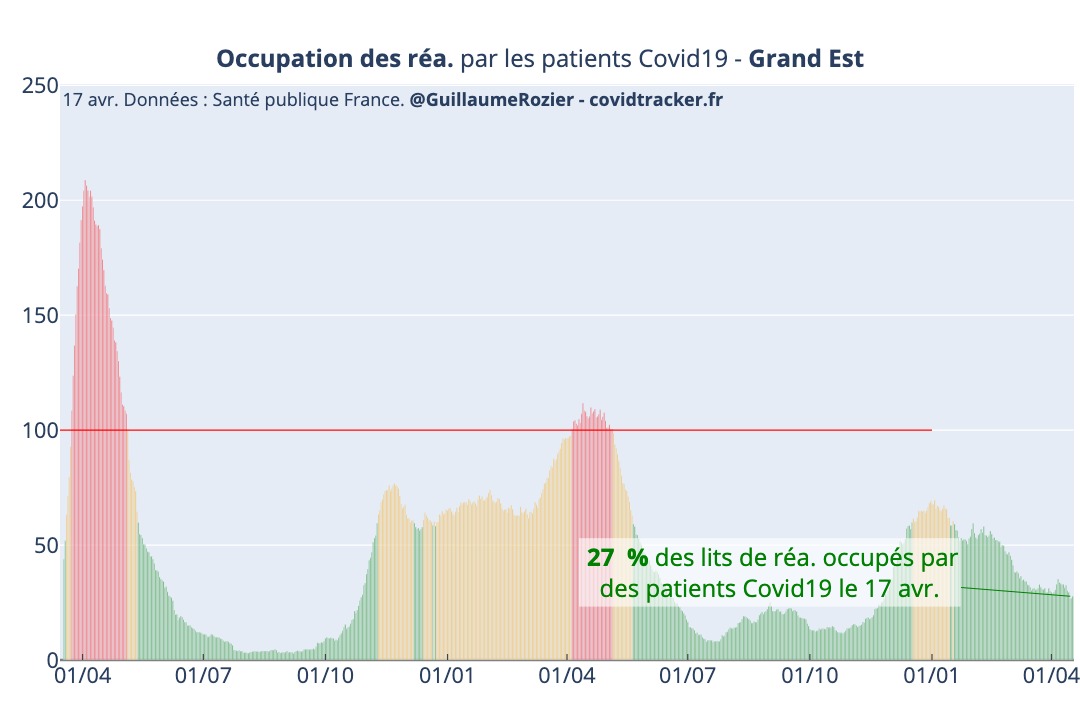 Occupation des réa. par les patients Covid19 - Grand Est
250
17 avr. Données : Santé publique France. @GuillaumeRozier - covidtracker.fr
200
150
100
50
27 % des lits de réa. occupés par
des patients Covid19 le 17 avr.
0
01/04 01/07 01/10 01/01 01/04 01/07 01/10 01/01 01/04